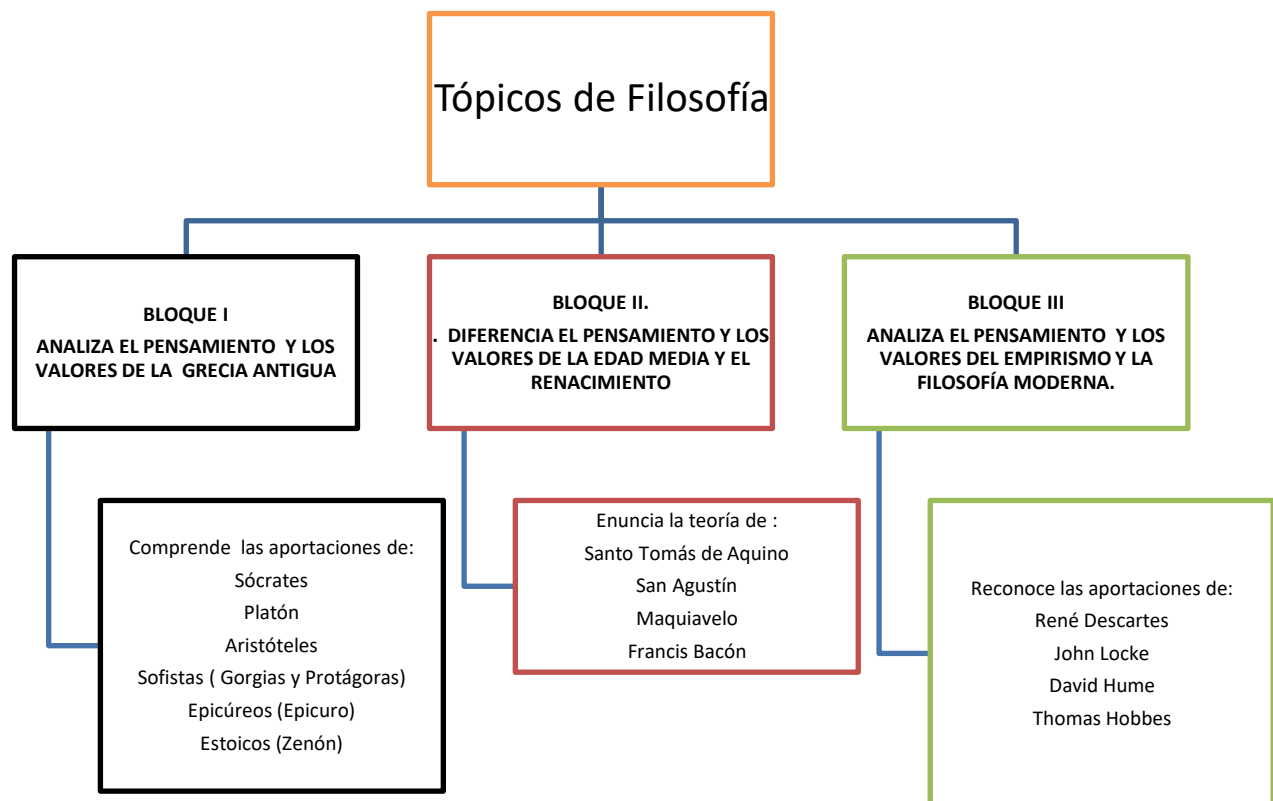 Tópicos de Filosofía
BLOQUE I
ANALIZA EL PENSAMIENTO Y LOS
VALORES DE LA GRECIA ANTIGUA
Comprende las aportaciones de:
Sócrates
Platón
Aristóteles
Sofistas ( Gorgias y Protágoras)
Epicúreos (Epicuro)
Estoicos (Zenón)
BLOQUE II.
. DIFERENCIA EL PENSAMIENTO Y LOS
VALORES DE LA EDAD MEDIA Y EL
RENACIMIENTO
Enuncia la teoría de :
Santo Tomás de Aquino
San Agustín
Maquiavelo
Francis Bacón
BLOQUE III
ANALIZA EL PENSAMIENTO Y LOS
VALORES DEL EMPIRISMO Y LA
FILOSOFÍA MODERNA.
Reconoce las aportaciones de:
René Descartes
John Locke
David Hume
Thomas Hobbes